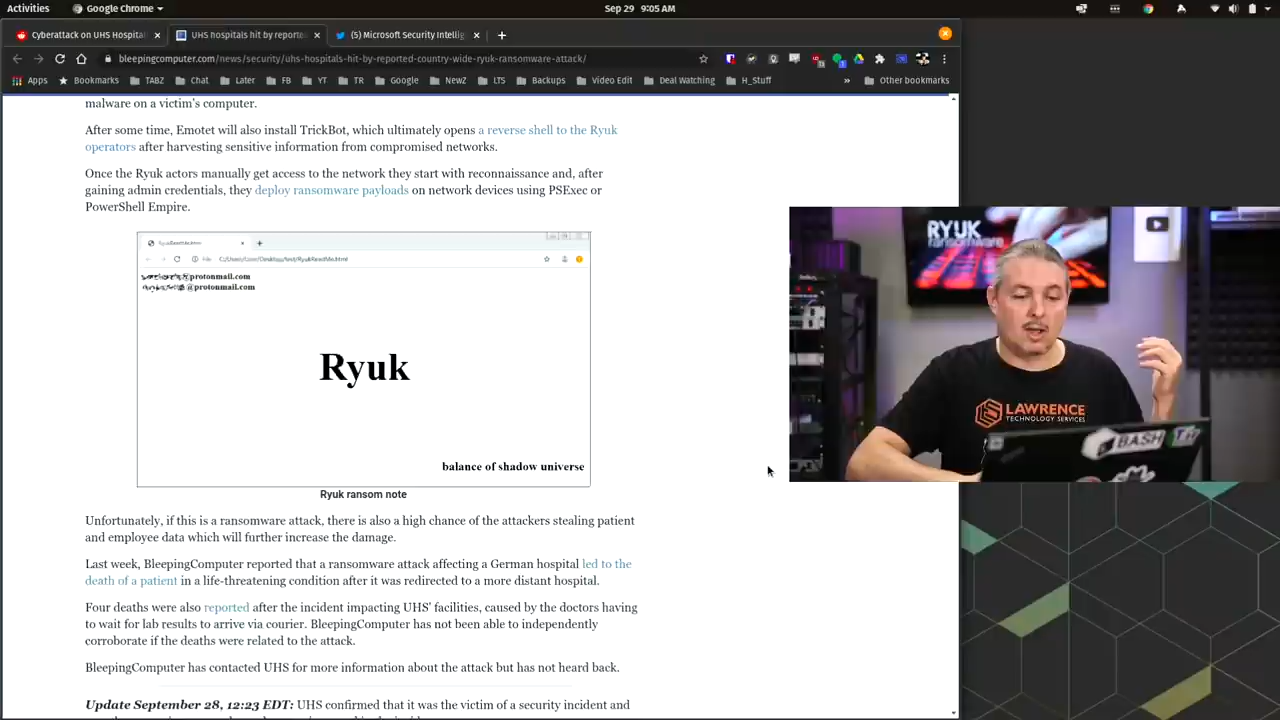 Activities
Google Chrome
Sep 29 9:05 AM
Cyberattack on UHS Hospital
UHS hospitals hit by reporte
(5) Microsoft Security Intellig
bleepingcomputer.com/news/security/uhs-hospitals-hit-by-reported-country-wide-ryuk-ransomware-attack/
Apps Bookmarks TABZ Chat Later FB YT TR Google NewZ LTS Backups Video Edit Deal Watching H_Stuff » Other bookmarks
malware on a victim's computer.
After some time, Emotet will also install TrickBot, which ultimately opens a reverse shell to the Ryuk
operators after harvesting sensitive information from compromised networks.
Once the Ryuk actors manually get access to the network they start with reconnaissance and, after
gaining admin credentials, they deploy ransomware payloads on network devices using PSExec or
PowerShell Empire.
@protonmail.com
@protonmail.com
Ryuk
balance of shadow universe
Ryuk ransom note
Unfortunately, if this is a ransomware attack, there is also a high chance of the attackers stealing patient
and employee data which will further increase the damage.
Last week, BleepingComputer reported that a ransomware attack affecting a German hospital led to the
death of a patient in a life-threatening condition after it was redirected to a more distant hospital.
Four deaths were also reported after the incident impacting UHS' facilities, caused by the doctors having
to wait for lab results to arrive via courier. BleepingComputer has not been able to independently
corroborate if the deaths were related to the attack.
BleepingComputer has contacted UHS for more information about the attack but has not heard back.
Update September 28, 12:23 EDT: UHS confirmed that it was the victim of a security incident and
RYUK
ransomware
LAWRENCE
TECHNOLOGY SERVICES
BASH